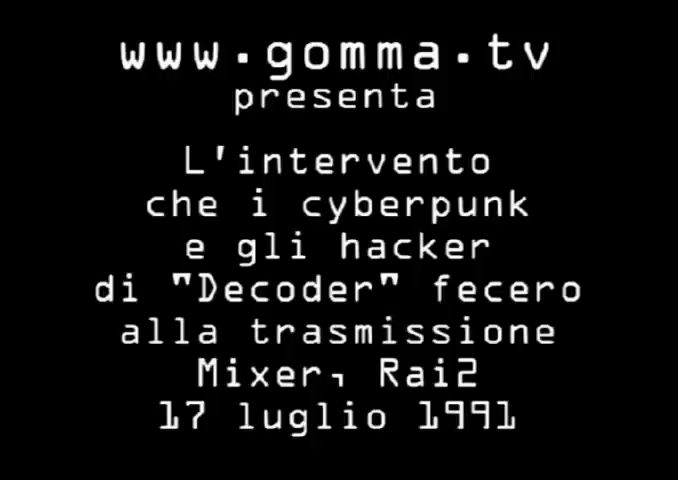 www.gomma.tv
presenta
L'intervento
che i cyberpunk
e gli hacker
di "Decoder" fecero
alla trasmissione
Mixer, Rai2
17 luglio 1991